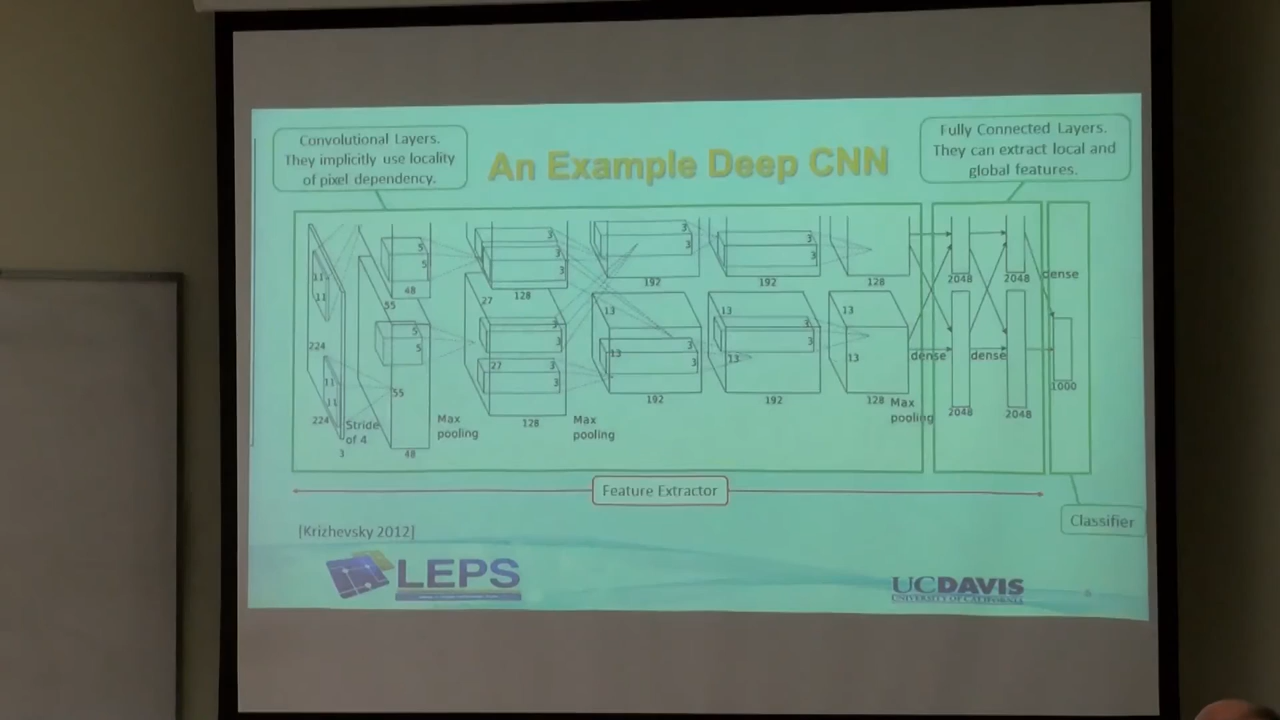 Convolutional Layers.
They implicitly use locality
of pixel dependency.
An Example Deep CNN
Fully Connected Layers.
They can extract local and
global features.
11
11
224
11
11
224
3
Stride
of 4
5
5
48
55
5
5
55
48
Max
pooling
3
3
3
128
27
3
3
27
3
3
128
Max
pooling
3
3
192
13
13
3
3
192
3
3
192
13
3
3
13
192
128
13
13
128
Max
pooling
2048
2048
dense
dense
dense
2048
2048
1000
Feature Extractor
Classifier
[Krizhevsky 2012]
LEPS
UCDAVIS
UNIVERSITY OF CALIFORNIA